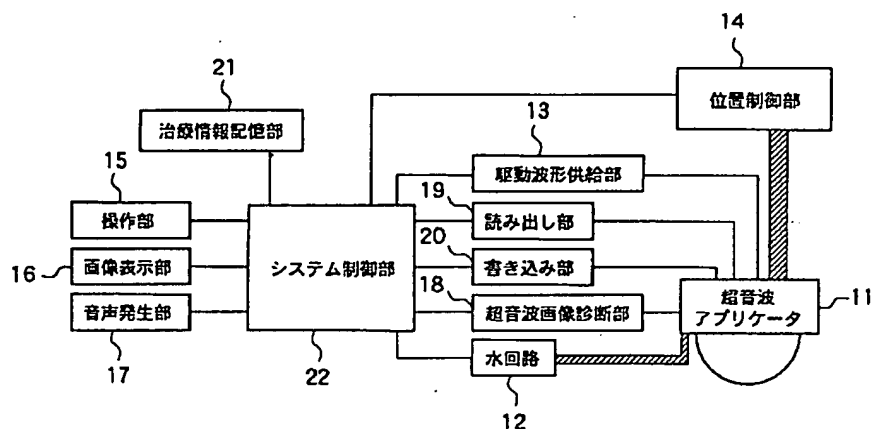 14
位置制御部
21
治療情報記憶部
13
駆動波形供給部
15
操作部
19
読み出し部
20
書き込み部
16
画像表示部
システム制御部
18
超音波画像診断部
超音波
アプリケータ
11
音声発生部
17
22
水回路
12